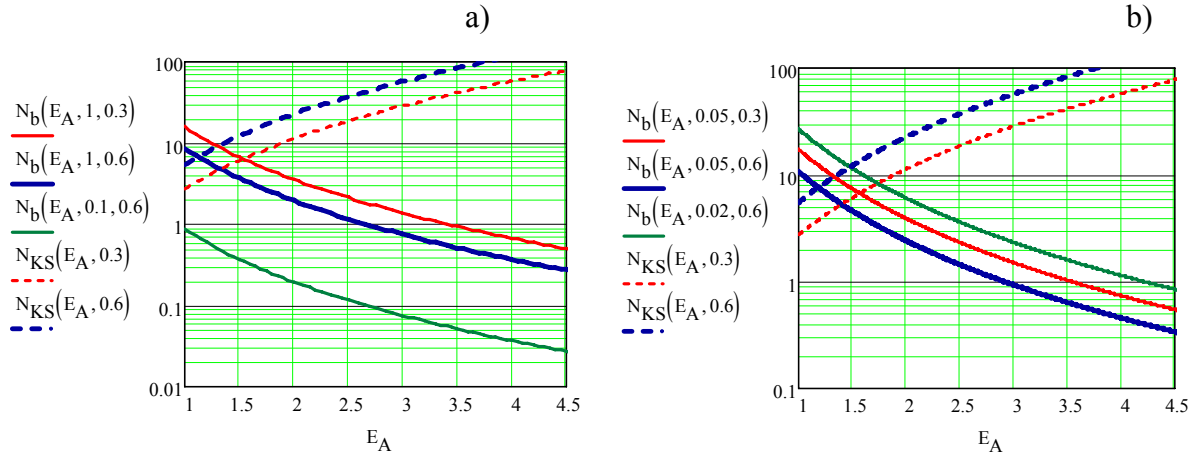 a)
N_b(E_A, 1, 0.3)
N_b(E_A, 1, 0.6)
N_b(E_A, 0.1, 0.6)
N_KS(E_A, 0.3)
N_KS(E_A, 0.6)
100
10
1
0.1
0.01
1 1.5 2 2.5 3 3.5 4 4.5
E_A
b)
N_b(E_A, 0.05, 0.3)
N_b(E_A, 0.05, 0.6)
N_b(E_A, 0.02, 0.6)
N_KS(E_A, 0.3)
N_KS(E_A, 0.6)
100
10
1
0.1
1 1.5 2 2.5 3 3.5 4 4.5
E_A